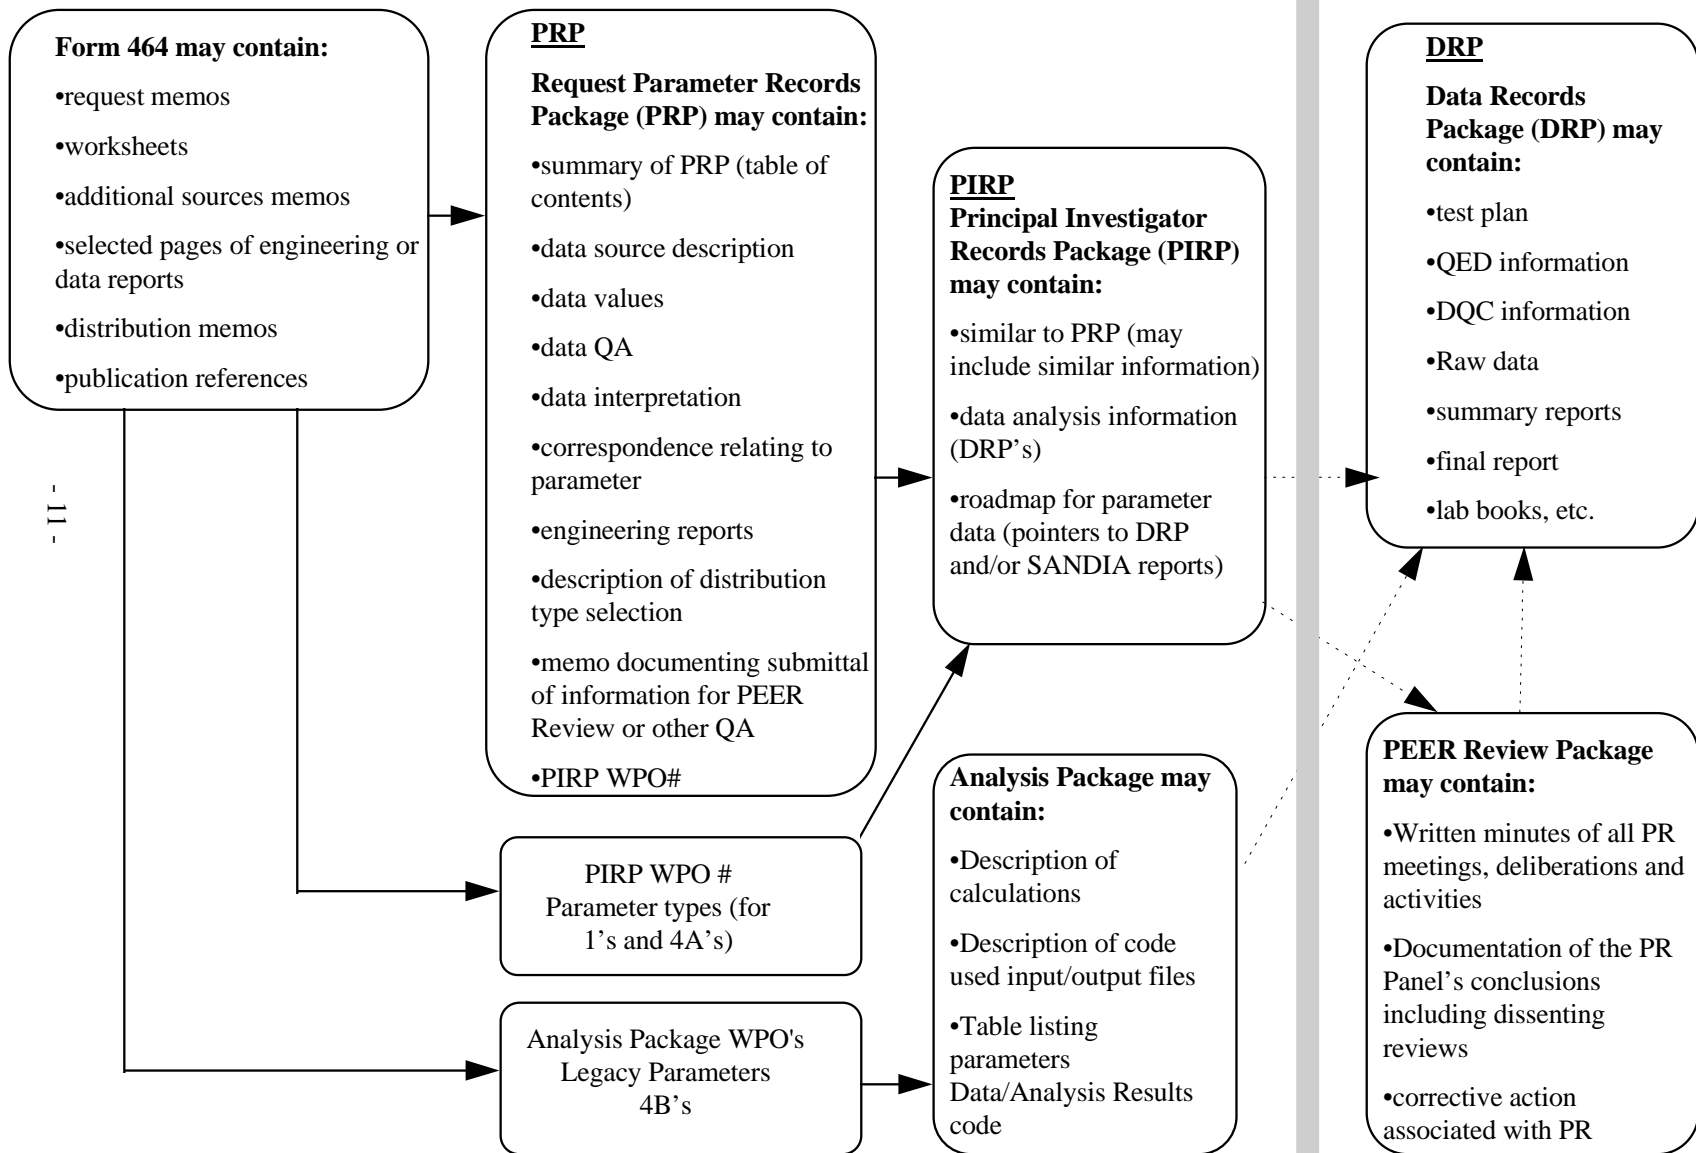 Form 464 may contain:
•request memos
•worksheets
•additional sources memos
•selected pages of engineering or
data reports
•distribution memos
•publication references
PRP
Request Parameter Records
Package (PRP) may contain:
•summary of PRP (table of
contents)
•data source description
•data values
•data QA
•data interpretation
•correspondence relating to
parameter
•engineering reports
•description of distribution
type selection
•memo documenting submittal
of information for PEER
Review or other QA
•PIRP WPO#
PIRP WPO #
Parameter types (for
1’s and 4A’s)
Analysis Package WPO's
Legacy Parameters
4B’s
PIRP
Principal Investigator
Records Package (PIRP)
may contain:
•similar to PRP (may
include similar information)
•data analysis information
(DRP’s)
•roadmap for parameter
data (pointers to DRP
and/or SANDIA reports)
Analysis Package may
contain:
•Description of
calculations
•Description of code
used input/output files
•Table listing
parameters
Data/Analysis Results
code
DRP
Data Records
Package (DRP) may
contain:
•test plan
•QED information
•DQC information
•Raw data
•summary reports
•final report
•lab books, etc.
PEER Review Package
may contain:
•Written minutes of all PR
meetings, deliberations and
activities
•Documentation of the PR
Panel’s conclusions
including dissenting
reviews
•corrective action
associated with PR
- 11 -